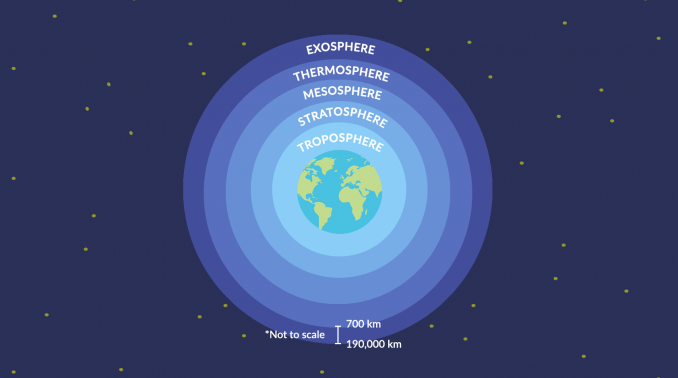 EXOSPHERE
THERMOSPHERE
MESOSPHERE
STRATOSPHERE
TROPOSPHERE
700 km
*Not to scale
190,000 km